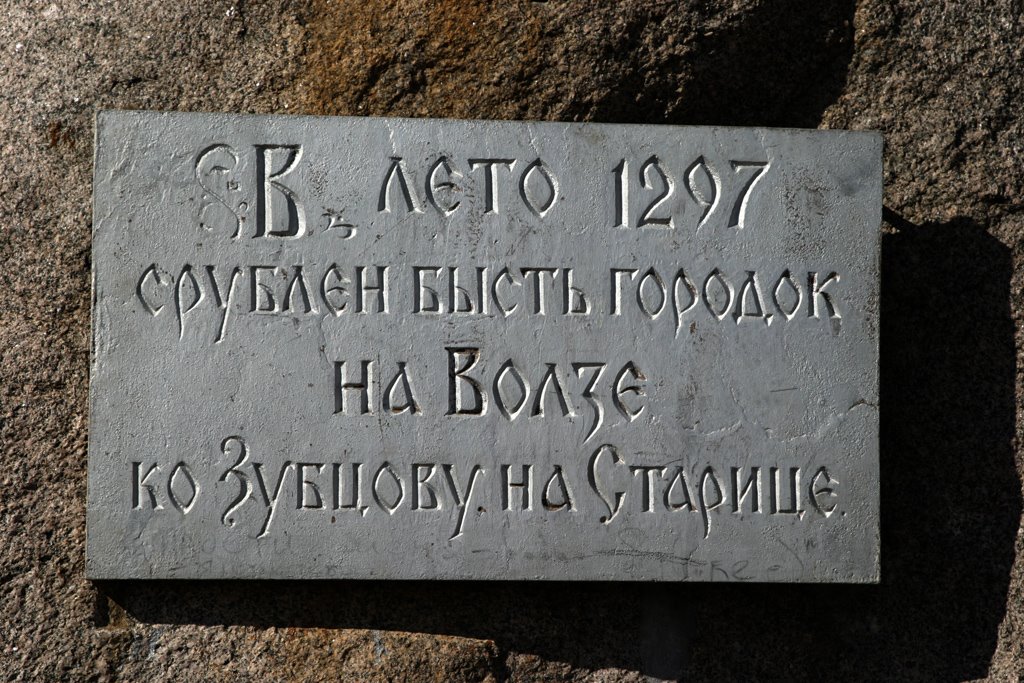 В лето 1297
срублен бысть городок
на Волзе
ко Зубцову на Старице.